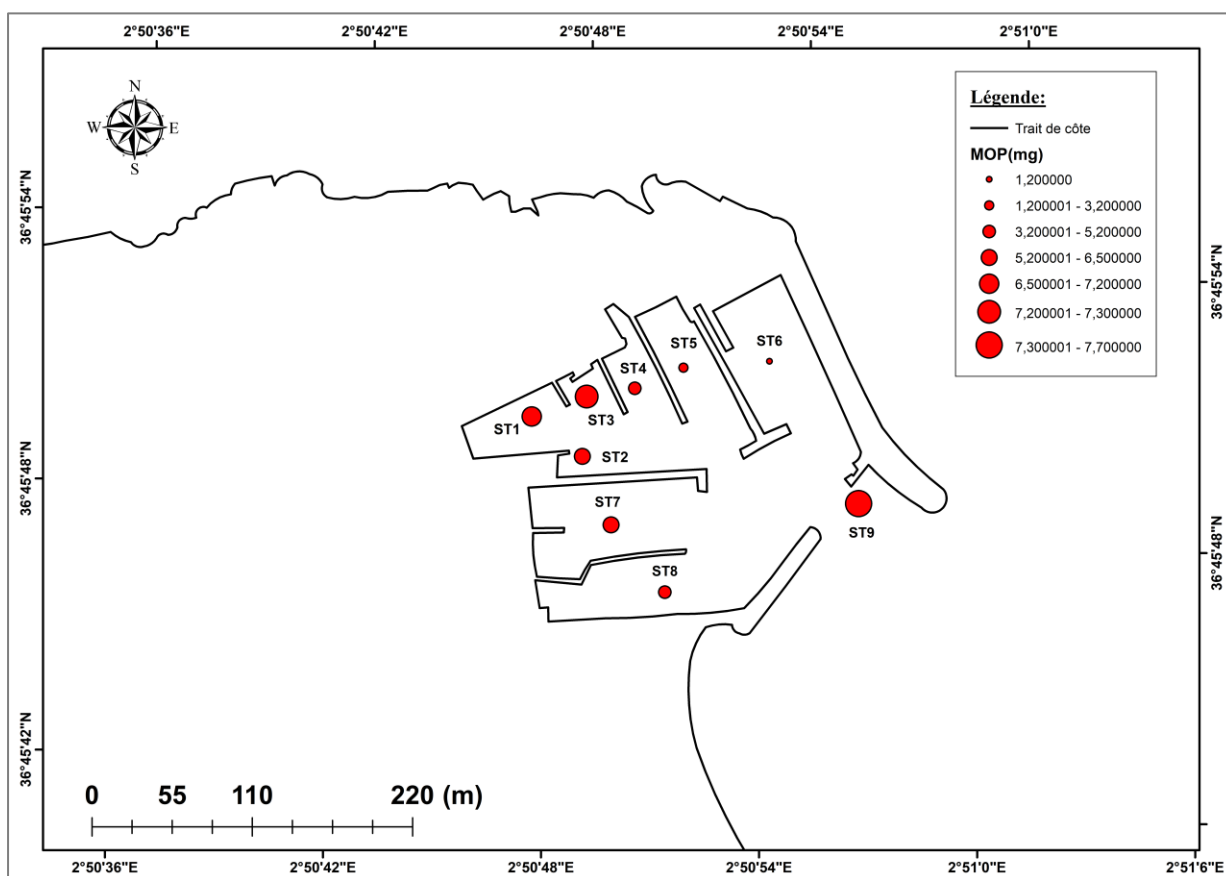 2°50'36"E 2°50'42"E 2°50'48"E 2°50'54"E 2°51'0"E
N
W E
S
Légende:
Trait de côte
MOP(mg)
1,200000
1,200001 - 3,200000
3,200001 - 5,200000
5,200001 - 6,500000
6,500001 - 7,200000
7,200001 - 7,300000
7,300001 - 7,700000
36°45'54"N
36°45'54"N
ST6
ST5
ST4
ST3
ST1
ST2
36°45'48"N
ST7
ST9
36°45'48"N
ST8
36°45'42"N
0 55 110 220 (m)
2°50'36"E 2°50'42"E 2°50'48"E 2°50'54"E 2°51'0"E 2°51'6"E